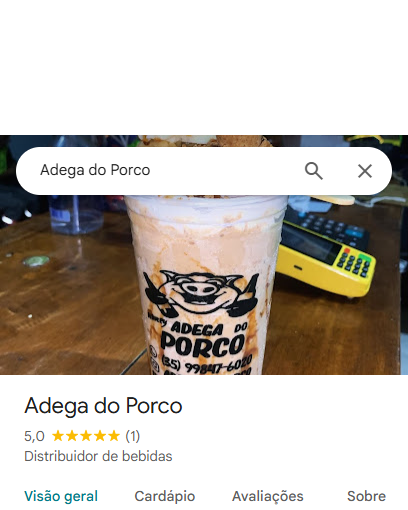 Adega do Porco
ADEGA DO
PORCO
(35) 99847-6020
Adega do Porco
5,0 (1)
Distribuidor de bebidas
Visão geral Cardápio Avaliações Sobre